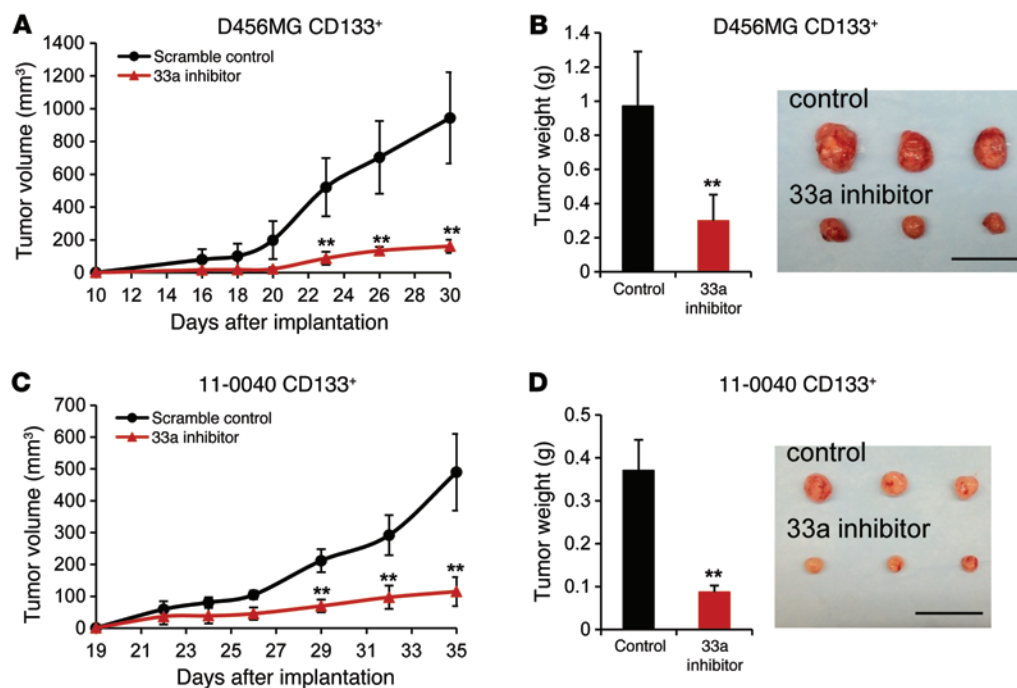 A
D456MG CD133⁺
Tumor volume (mm³)
1400
1200
1000
800
600
400
200
0
Scramble control
33a inhibitor
**
**
**
10 12 14 16 18 20 22 24 26 28 30
Days after implantation
B
D456MG CD133⁺
Tumor weight (g)
1.4
1.2
1
0.8
0.6
0.4
0.2
0
**
Control
33a
inhibitor
control
33a inhibitor
C
11-0040 CD133⁺
Tumor volume (mm³)
700
600
500
400
300
200
100
0
Scramble control
33a inhibitor
**
**
**
19 22 23 25 27 29 31 33 35
Days after implantation
D
11-0040 CD133⁺
Tumor weight (g)
0.5
0.4
0.3
0.2
0.1
0
**
Control
33a
inhibitor
control
33a inhibitor